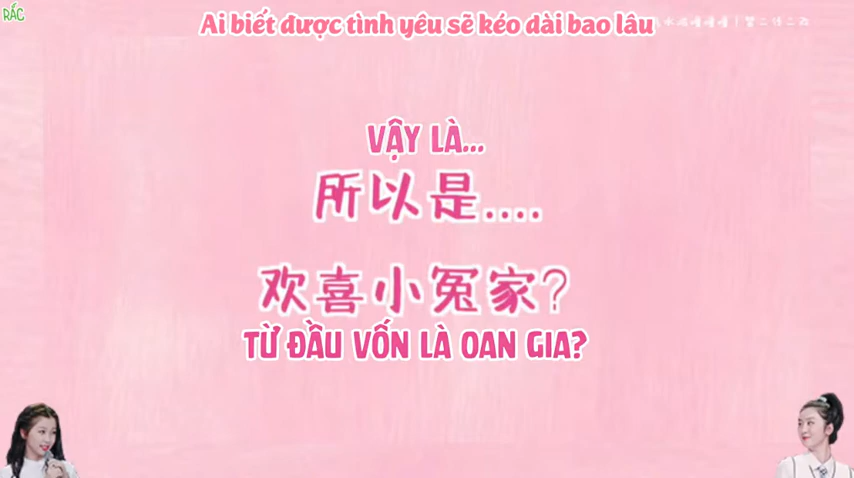 RẮC
Ai biết được tình yêu sẽ kéo dài bao lâu
VẬY LÀ...
所以是....
欢喜小冤家?
TỪ ĐẦU VỐN LÀ OAN GIA?